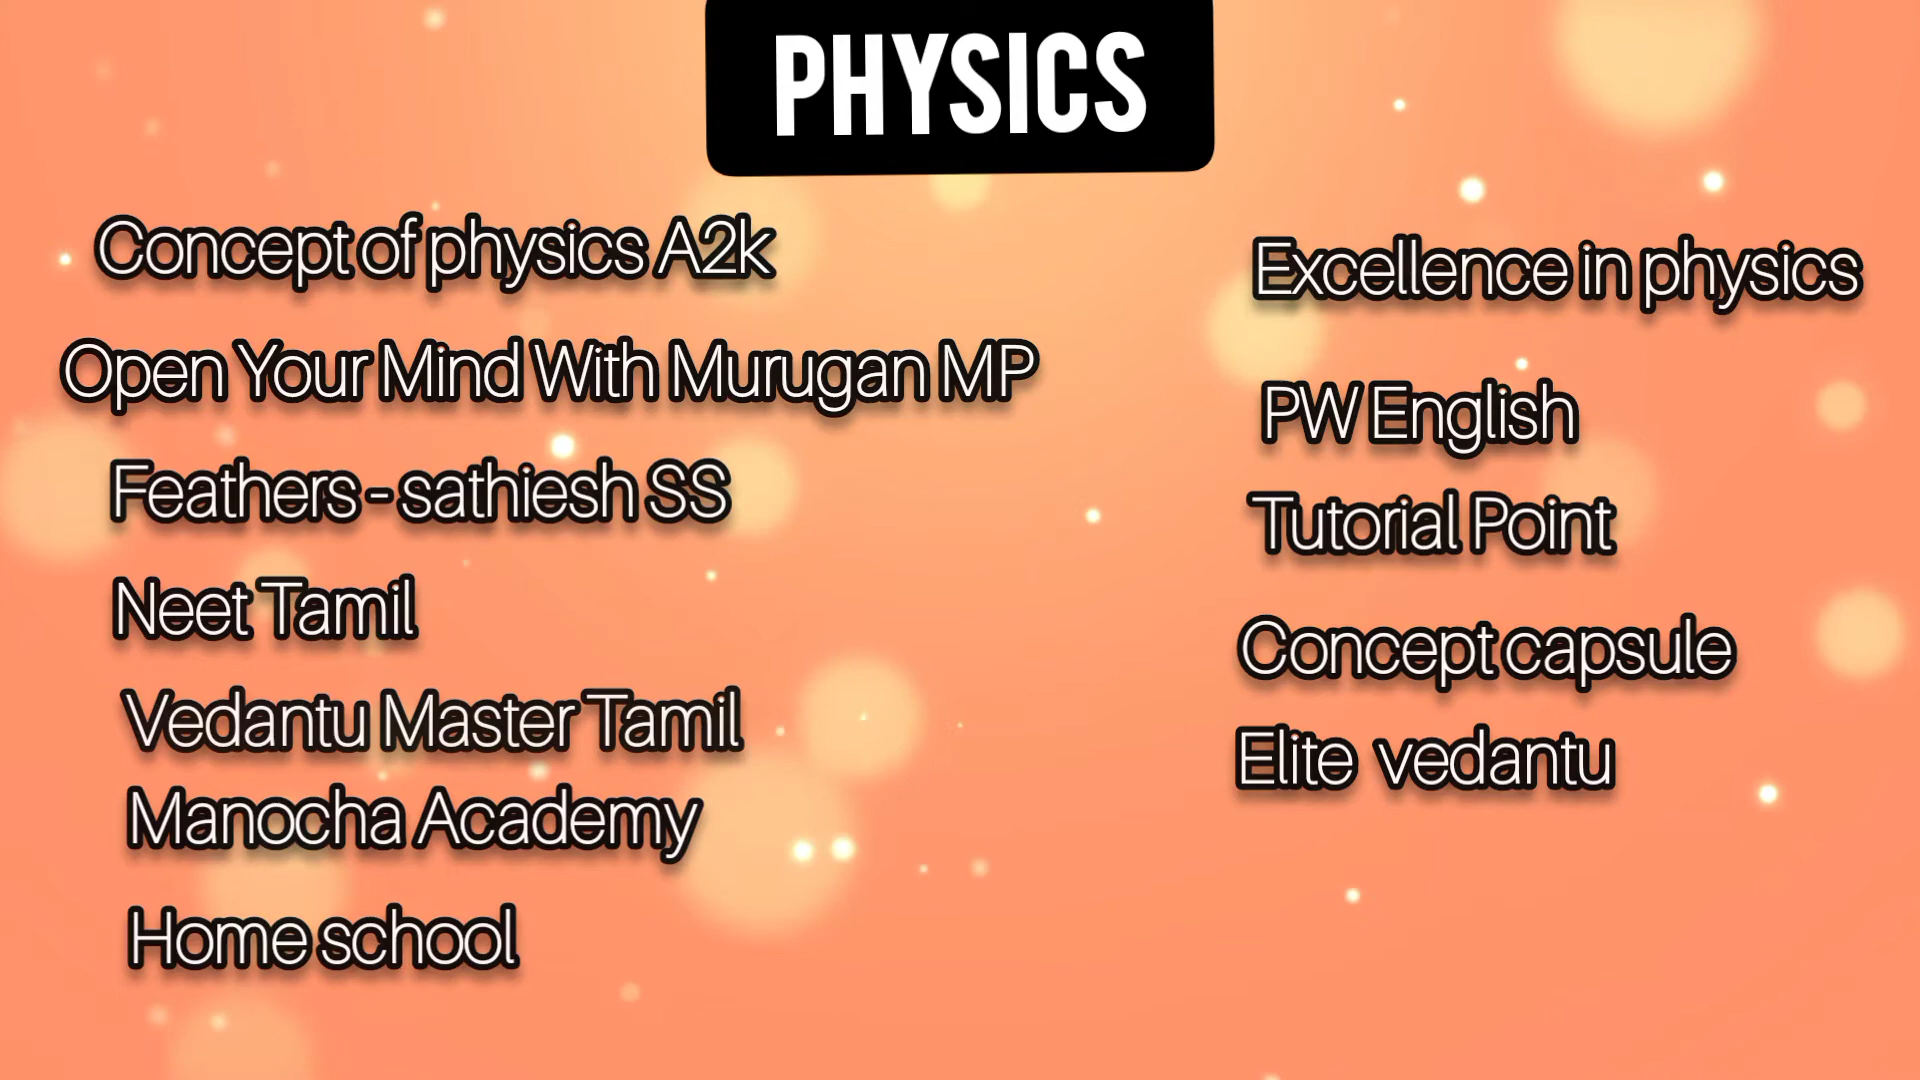 PHYSICS
Concept of physics A2k
Open Your Mind With Murugan MP
Feathers - sathiesh SS
Neet Tamil
Vedantu Master Tamil
Manocha Academy
Home school
Excellence in physics
PW English
Tutorial Point
Concept capsule
Elite vedantu